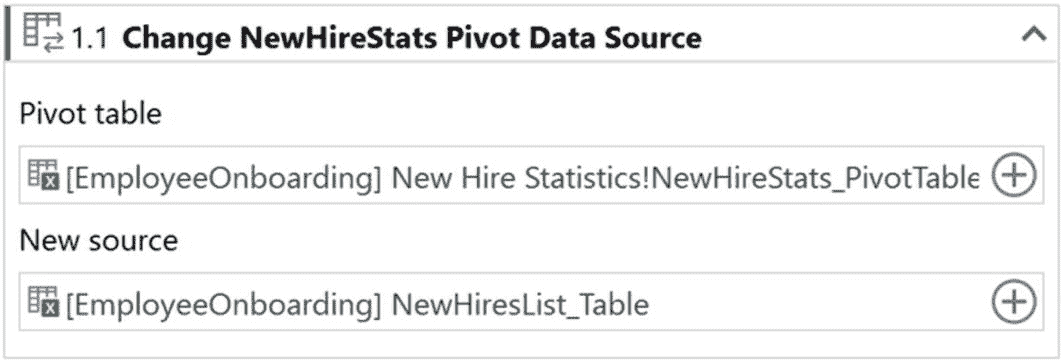 1.1 Change NewHireStats Pivot Data Source
Pivot table
[EmployeeOnboarding] New Hire Statistics!NewHireStats_PivotTable
New source
[EmployeeOnboarding] NewHiresList_Table